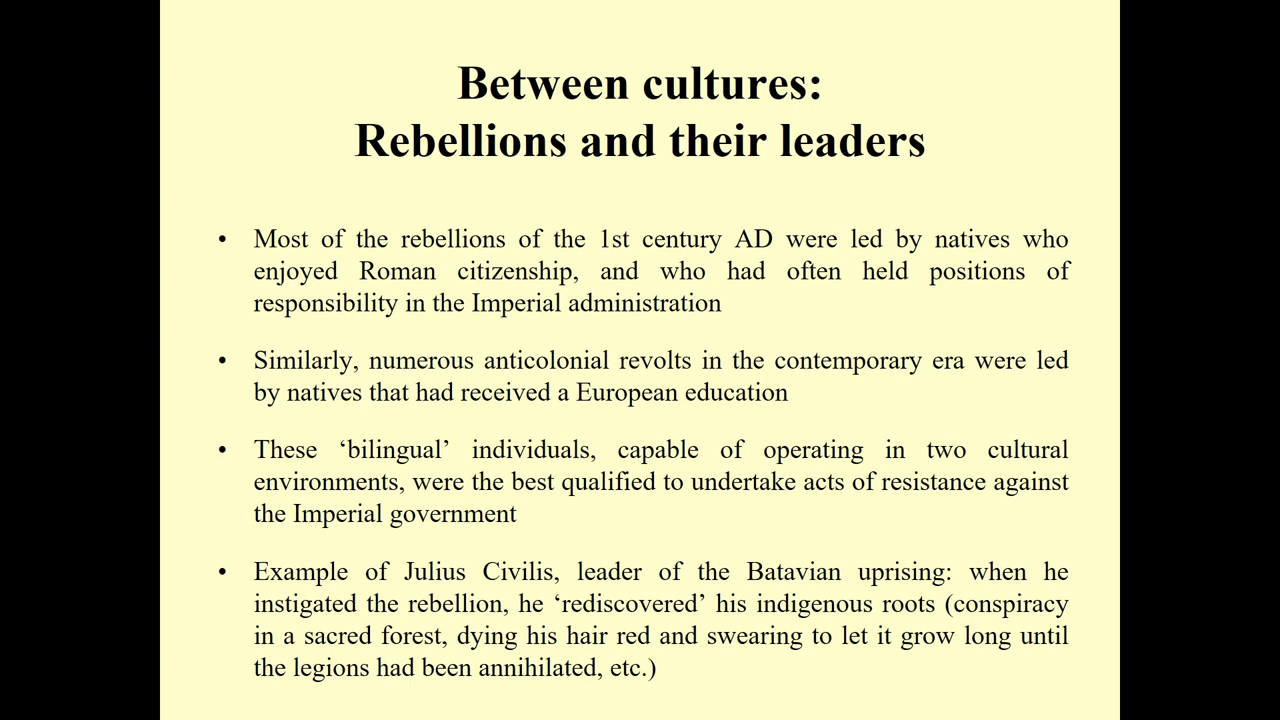 Between cultures:
Rebellions and their leaders
• Most of the rebellions of the 1st century AD were led by natives who
enjoyed Roman citizenship, and who had often held positions of
responsibility in the Imperial administration
• Similarly, numerous anticolonial revolts in the contemporary era were led
by natives that had received a European education
• These ‘bilingual’ individuals, capable of operating in two cultural
environments, were the best qualified to undertake acts of resistance against
the Imperial government
• Example of Julius Civilis, leader of the Batavian uprising: when he
instigated the rebellion, he ‘rediscovered’ his indigenous roots (conspiracy
in a sacred forest, dying his hair red and swearing to let it grow long until
the legions had been annihilated, etc.)